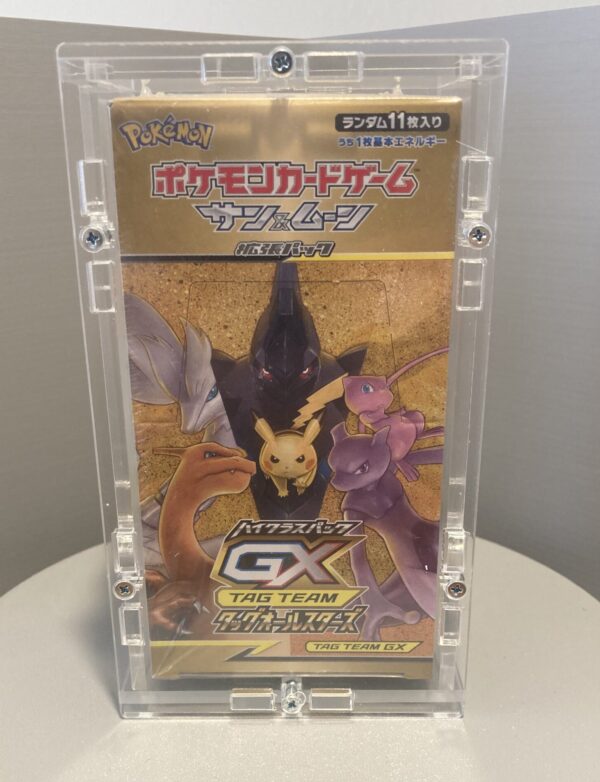 POKéMON
ランダム11枚入り
うち1枚基本エネルギー
ポケモンカードゲーム
サン&ムーン
拡張パック
ハイクラスパック
GX
TAG TEAM
タッグオールスターズ
TAG TEAM GX